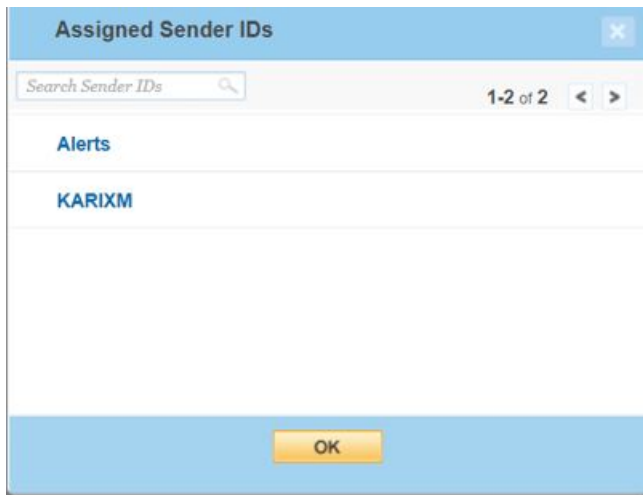 Assigned Sender IDs
Search Sender IDs
1-2 of 2
Alerts
KARIXM
OK